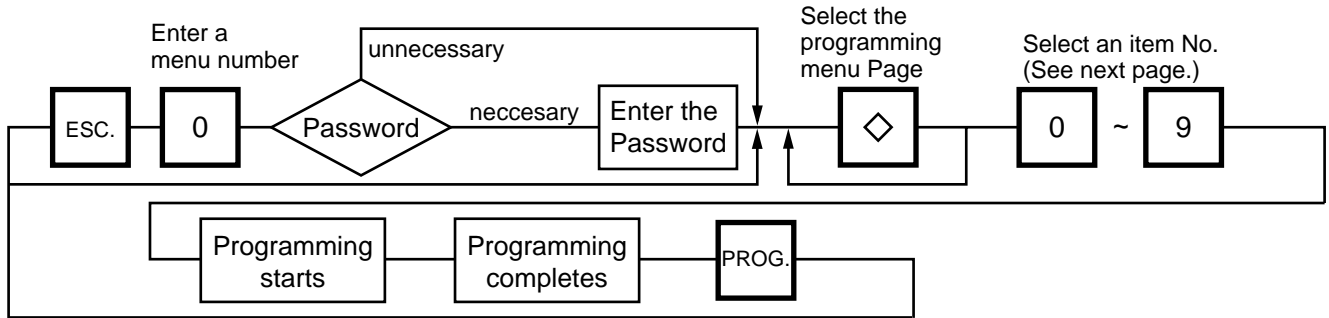 Enter a
menu number
unnecessary
Select the
programming
menu Page
Select an item No.
(See next page.)
ESC.
0
Password
neccesary
Enter the
Password
◇
0 ~ 9
Programming
starts
Programming
completes
PROG.